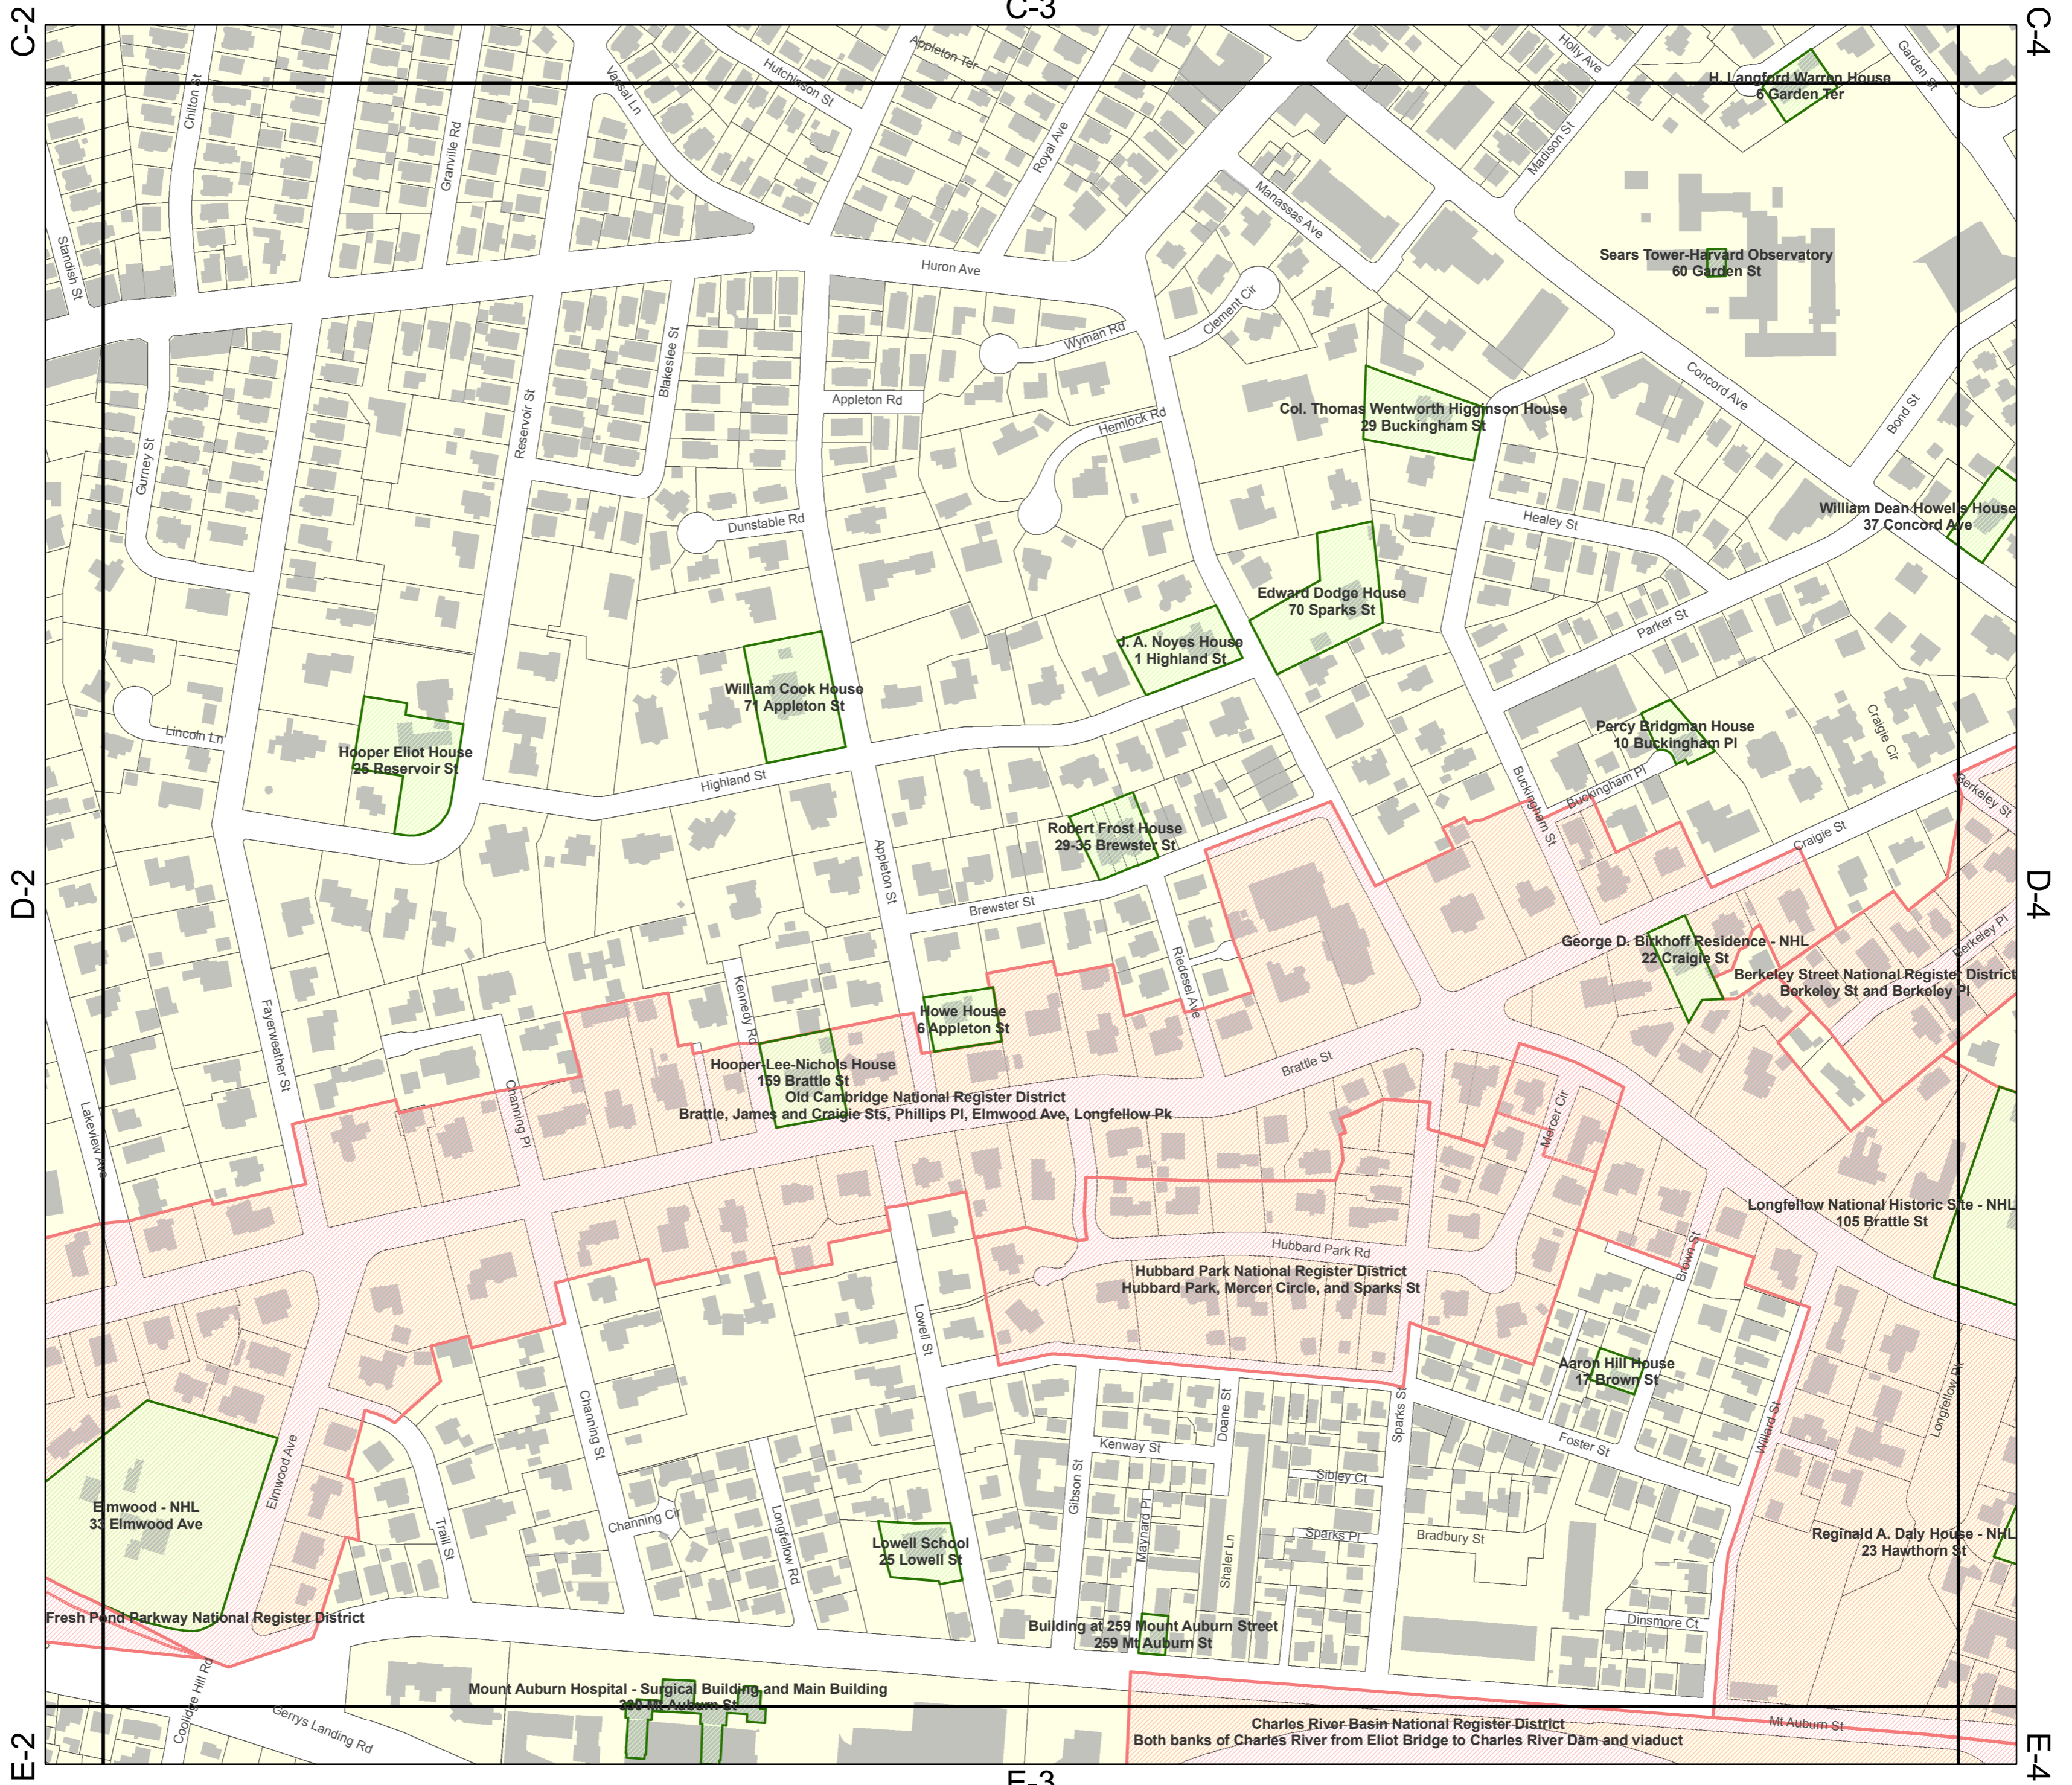 C-2
C-3
C-4
Appleton Ter
Holly Ave
Garden St
Hutchinson St
Vassal Ln
Chilton St
H. Langford Warren House
6 Garden Ter
Granville Rd
Royal Ave
Madison St
Manassas Ave
Standish St
Huron Ave
Sears Tower-Harvard Observatory
60 Garden St
Clement Cir
Wyman Rd
Blakeslee St
Appleton Rd
Concord Ave
Bond St
Reservoir St
Hemlock Rd
Col. Thomas Wentworth Higginson House
29 Buckingham St
Gurney St
Dunstable Rd
Healey St
William Dean Howells House
37 Concord Ave
Edward Dodge House
70 Sparks St
Parker St
J. A. Noyes House
1 Highland St
William Cook House
71 Appleton St
Lincoln Ln
Hooper Eliot House
25 Reservoir St
Percy Bridgman House
10 Buckingham Pl
Craigie Cir
Highland St
Buckingham Pl
Buckingham St
Berkeley St
Robert Frost House
29-35 Brewster St
Craigie St
D-2
Appleton St
Brewster St
D-4
George D. Birkhoff Residence - NHL
22 Craigie St
Berkeley Pl
Berkeley Street National Register District
Berkeley St and Berkeley Pl
Riedesel Ave
Kennedy Rd
Howe House
6 Appleton St
Fayerweather St
Hooper-Lee-Nichols House
159 Brattle St
Brattle St
Old Cambridge National Register District
Brattle, James and Craigie Sts, Phillips Pl, Elmwood Ave, Longfellow Pk
Channing Pl
Mercer Cir
Lakeview Ave
Longfellow National Historic Site - NHL
105 Brattle St
Hubbard Park Rd
Brown St
Hubbard Park National Register District
Hubbard Park, Mercer Circle, and Sparks St
Lowell St
Aaron Hill House
17 Brown St
Channing St
Doane St
Sparks St
Willard St
Longfellow Pk
Kenway St
Foster St
Elmwood Ave
Gibson St
Sibley Ct
Elmwood - NHL
33 Elmwood Ave
Traill St
Channing Cir
Longfellow Rd
Lowell School
25 Lowell St
Maynard Pl
Shaler Ln
Sparks Pl
Bradbury St
Reginald A. Daly House - NHL
23 Hawthorn St
Fresh Pond Parkway National Register District
Building at 259 Mount Auburn Street
259 Mt Auburn St
Dinsmore Ct
Coolidge Hill Rd
Mount Auburn Hospital - Surgical Building and Main Building
330 Mt Auburn St
Gerrys Landing Rd
Charles River Basin National Register District
Both banks of Charles River from Eliot Bridge to Charles River Dam and viaduct
Mt Auburn St
E-2
E-3
E-4